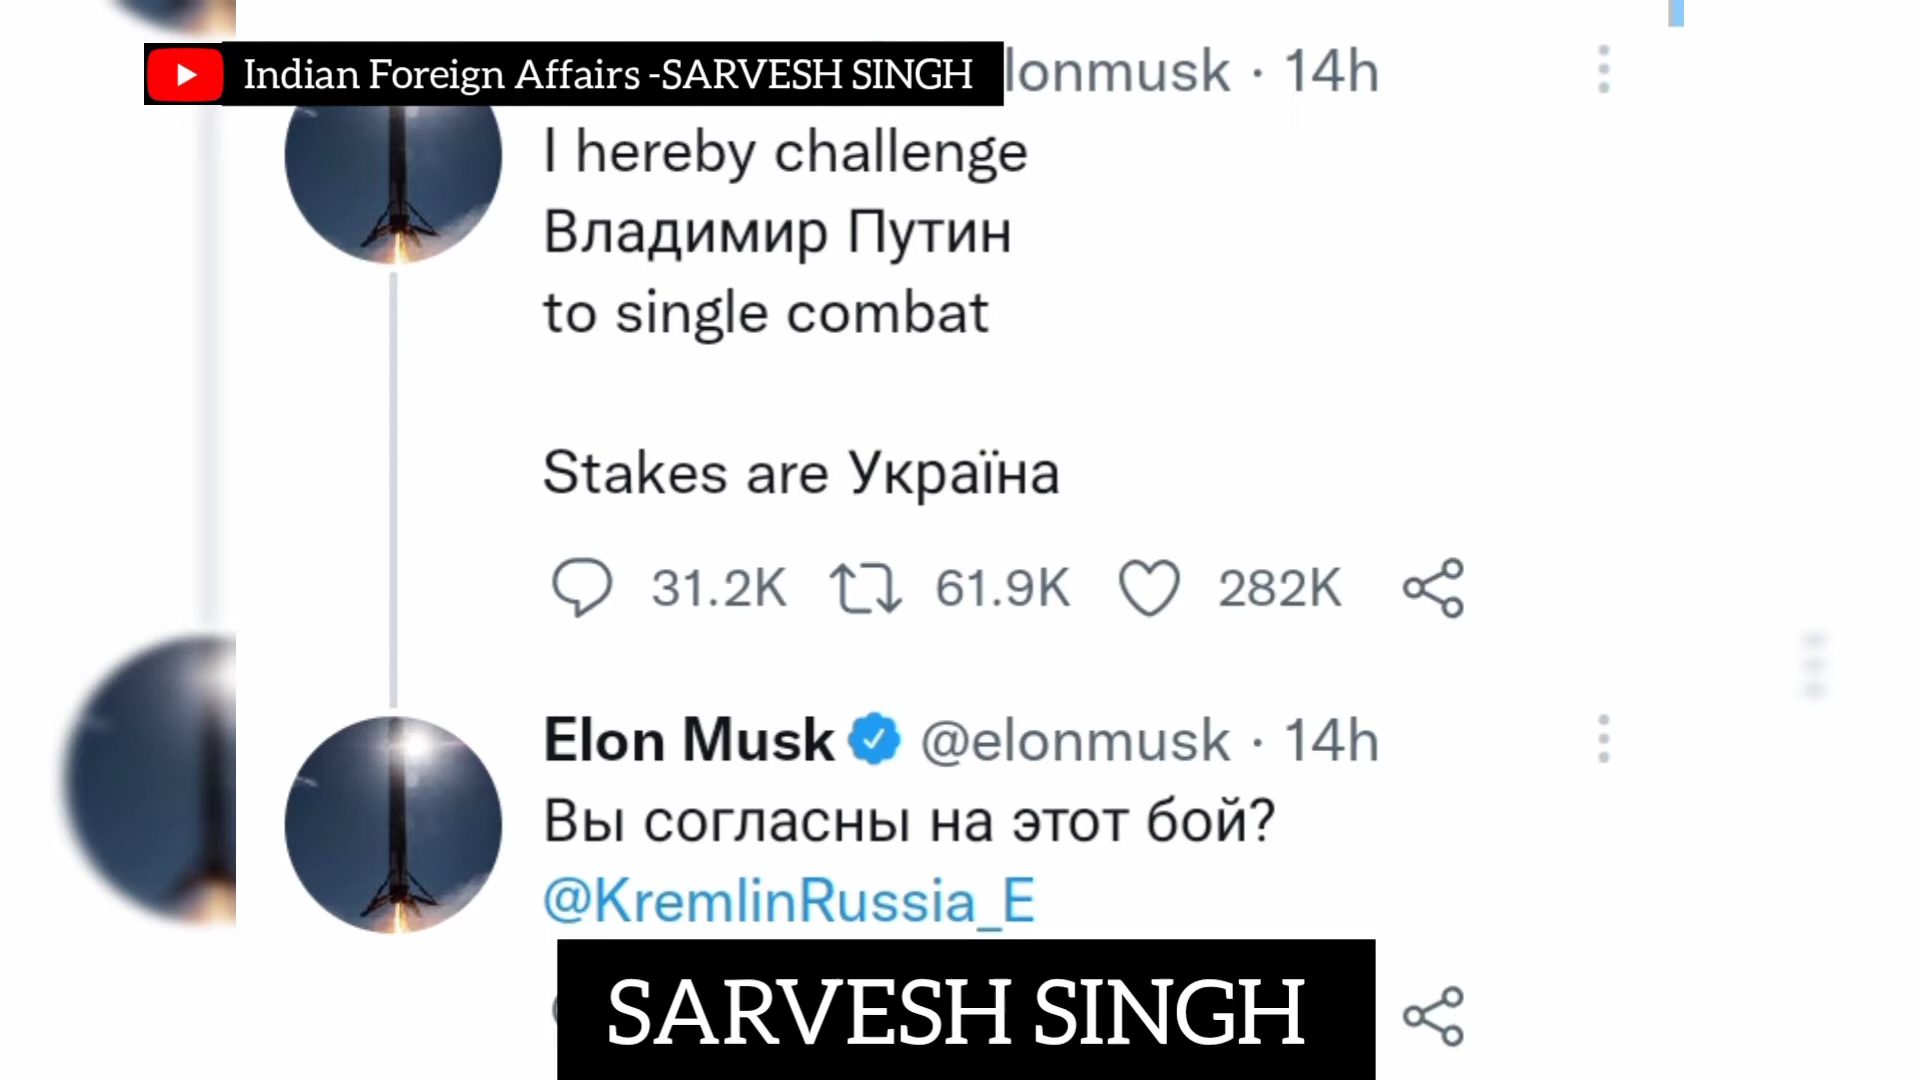 Indian Foreign Affairs -SARVESH SINGH
lonmusk · 14h
I hereby challenge
Владимир Путин
to single combat
Stakes are Україна
31.2K 61.9K 282K
Elon Musk @elonmusk · 14h
Вы согласны на этот бой?
@KremlinRussia_E
SARVESH SINGH